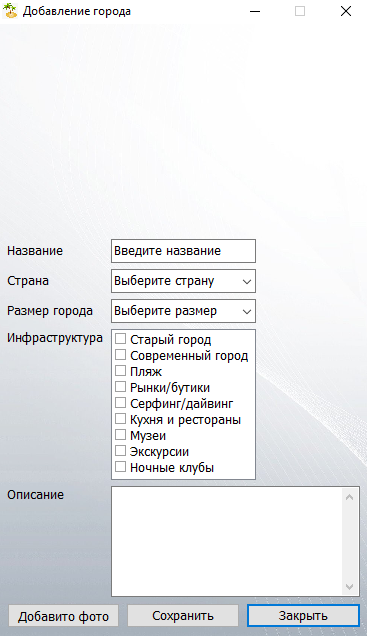 Добавление города
Название
Введите название
Страна
Выберите страну
Размер города
Выберите размер
Инфраструктура
Старый город
Современный город
Пляж
Рынки/бутики
Серфинг/дайвинг
Кухня и рестораны
Музеи
Экскурсии
Ночные клубы
Описание
Добавито фото
Сохранить
Закрыть